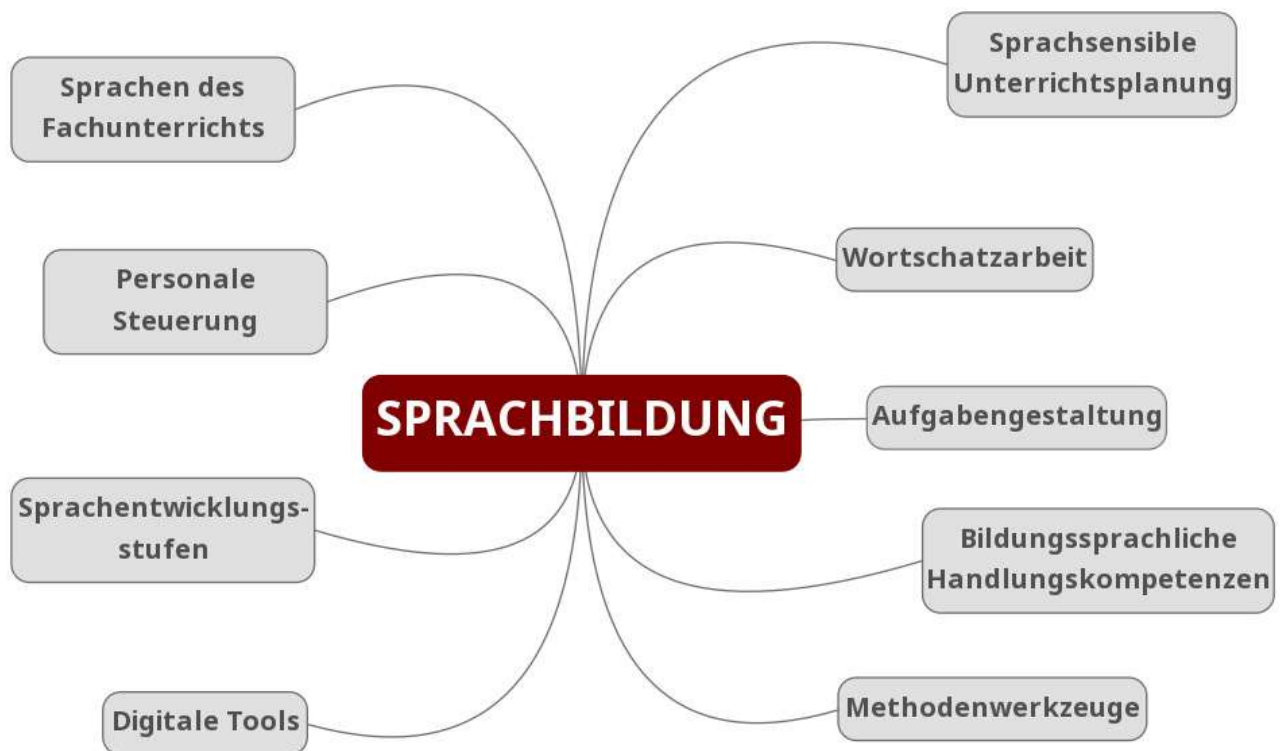 Sprachen des
Fachunterrichts
Personale
Steuerung
Sprachentwicklungs-
stufen
Digitale Tools
SPRACHBILDUNG
Sprachsensible
Unterrichtsplanung
Wortschatzarbeit
Aufgabengestaltung
Bildungssprachliche
Handlungskompetenzen
Methodenwerkzeuge